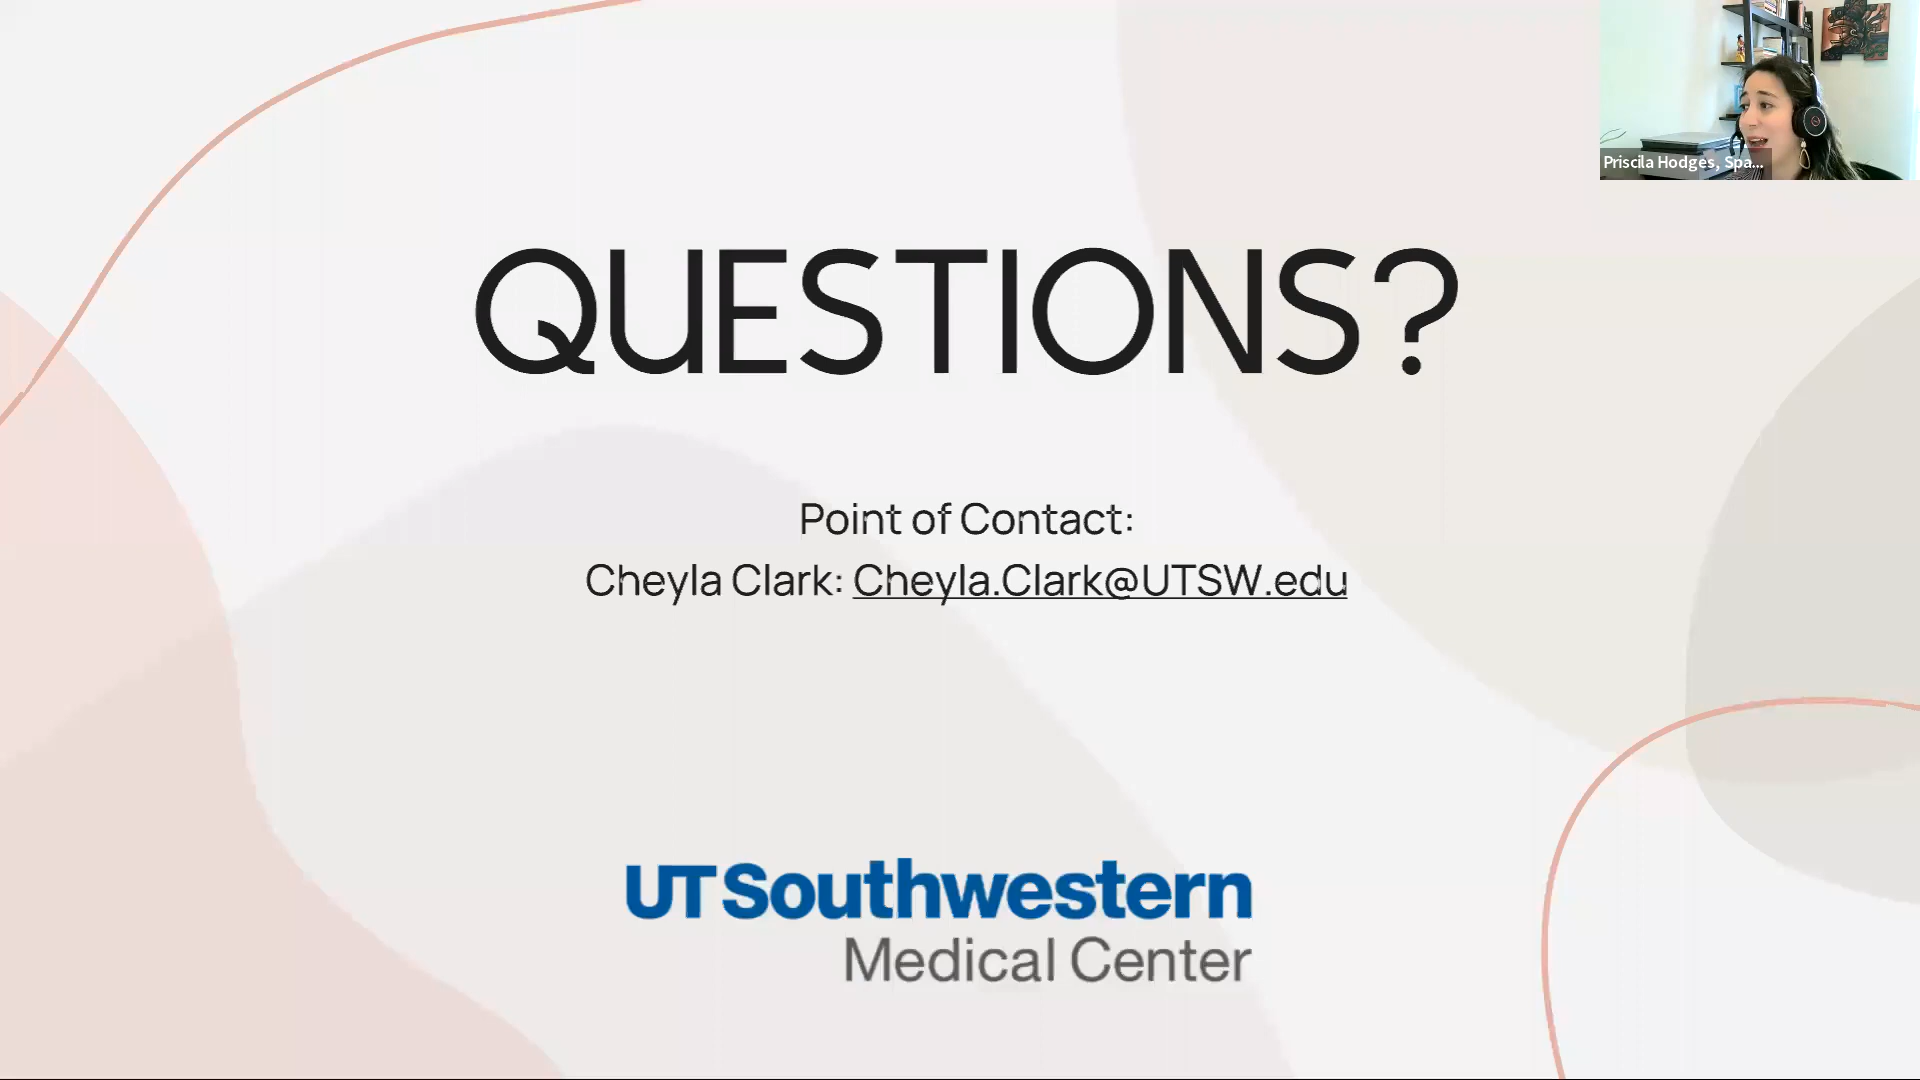 Priscila Hodges, Spa...
QUESTIONS?
Point of Contact:
Cheyla Clark: Cheyla.Clark@UTSW.edu
UTSouthwestern
Medical Center